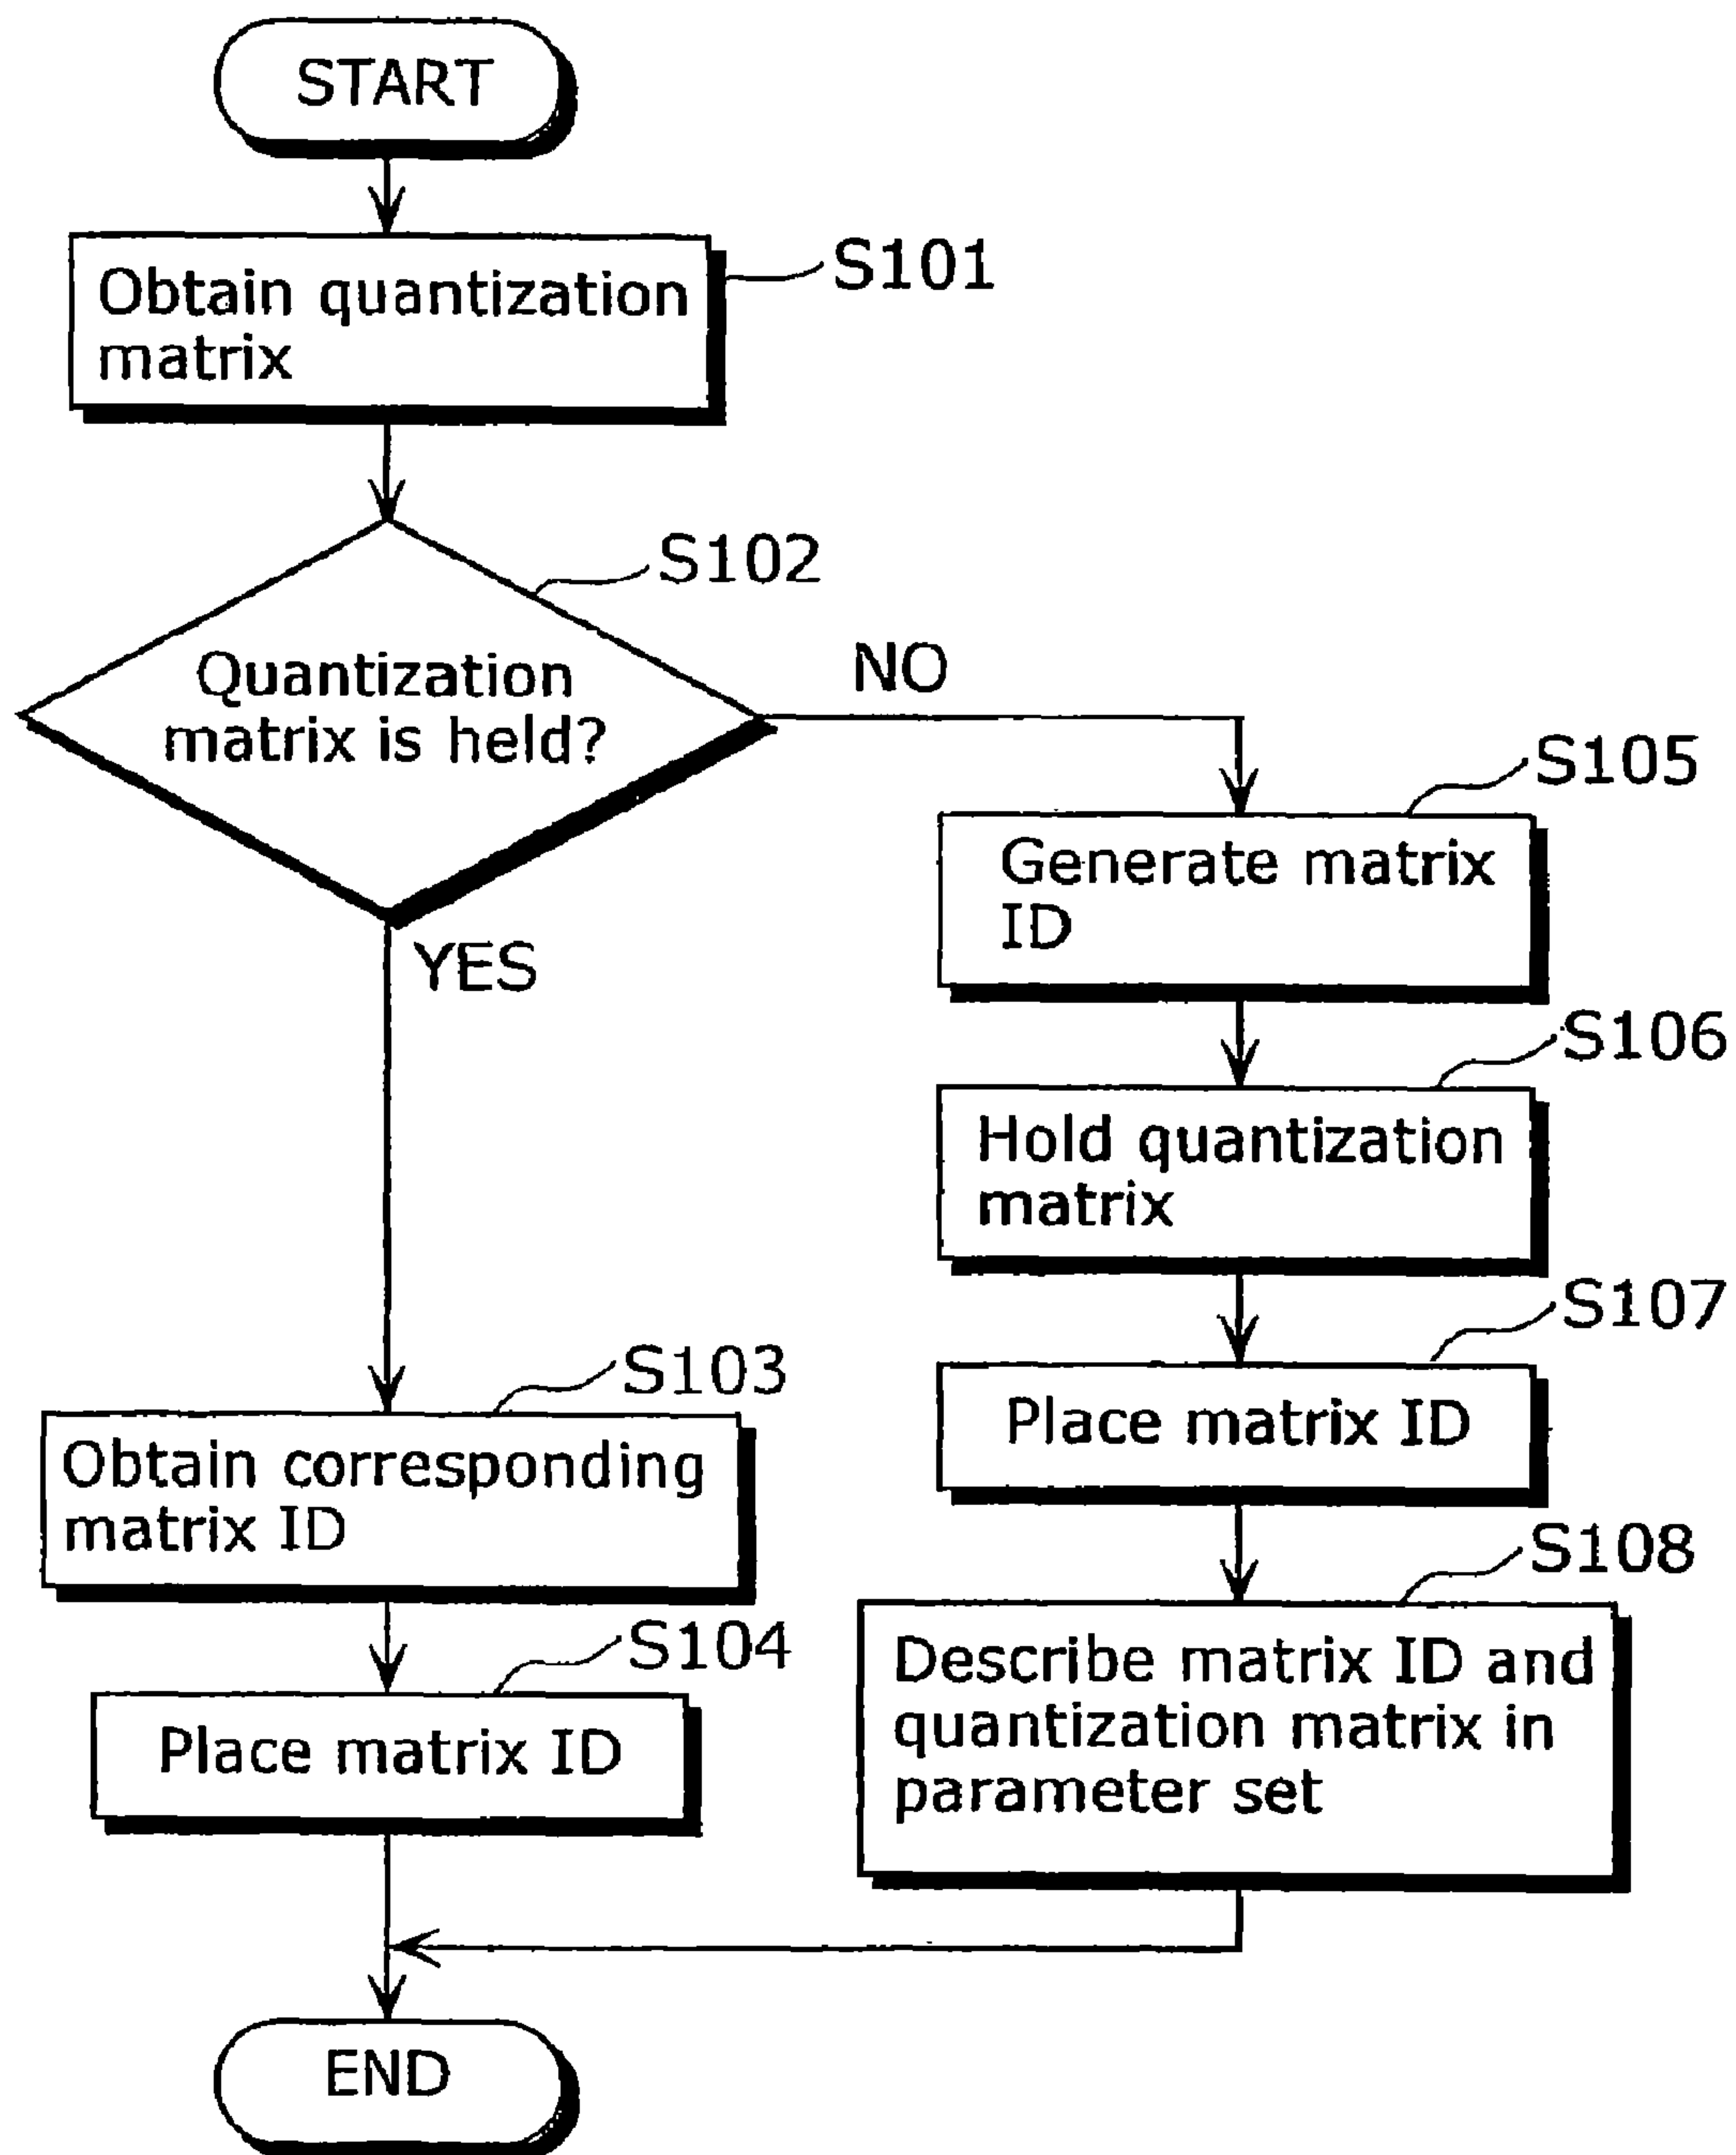 START
Obtain quantization
matrix
S101
Quantization
matrix is held?
S102
NO
YES
Obtain corresponding
matrix ID
S103
Place matrix ID
S104
Generate matrix
ID
S105
Hold quantization
matrix
S106
Place matrix ID
S107
Describe matrix ID and
quantization matrix in
parameter set
S108
END